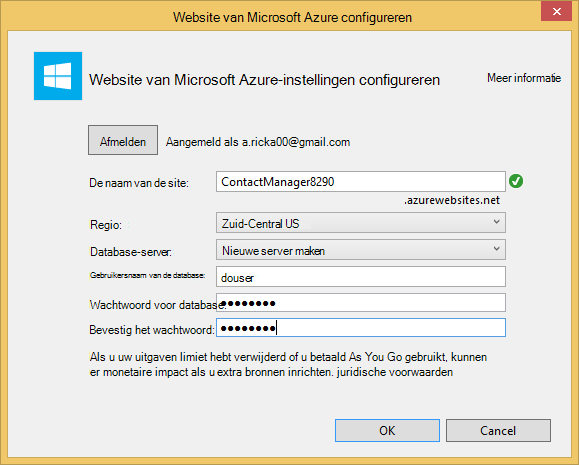 Website van Microsoft Azure configureren
Website van Microsoft Azure-instellingen configureren
Meer informatie
Afmelden
Aangemeld als a.ricka00@gmail.com
De naam van de site:
ContactManager8290
.azurewebsites.net
Regio:
Zuid-Central US
Database-server:
Nieuwe server maken
Gebruikersnaam van de database:
douser
Wachtwoord voor database:
●●●●●●●●
Bevestig het wachtwoord:
●●●●●●●●
Als u uw uitgaven limiet hebt verwijderd of u betaald As You Go gebruikt, kunnen
er monetaire impact als u extra bronnen inrichten. juridische voorwaarden
OK
Cancel